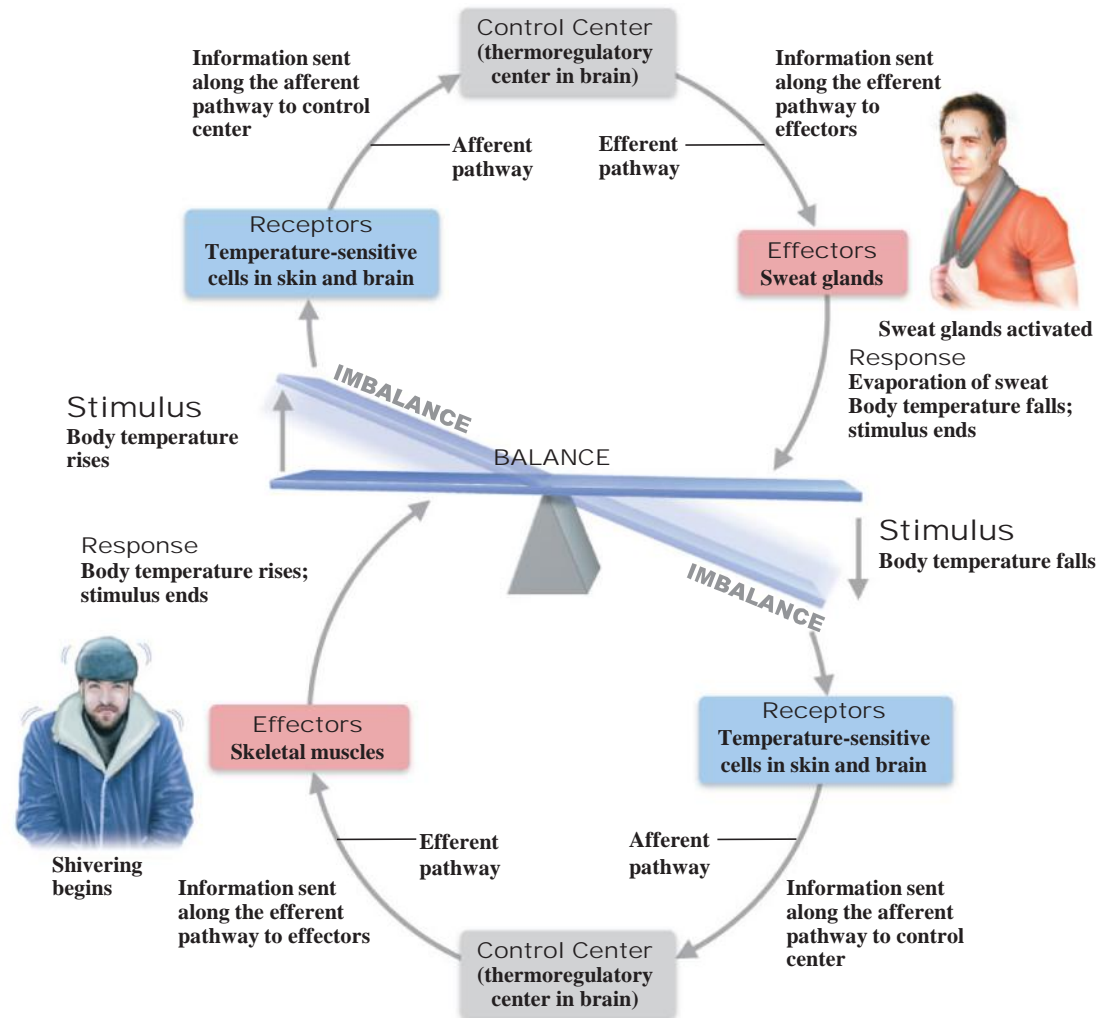 Control Center
(thermoregulatory
center in brain)
Information sent
along the afferent
pathway to control
center
Information sent
along the efferent
pathway to
effectors
Afferent
pathway
Efferent
pathway
Receptors
Temperature-sensitive
cells in skin and brain
Effectors
Sweat glands
Sweat glands activated
Response
Evaporation of sweat
Body temperature falls;
stimulus ends
IMBALANCE
Stimulus
Body temperature
rises
BALANCE
Stimulus
Body temperature falls
Response
Body temperature rises;
stimulus ends
IMBALANCE
Effectors
Skeletal muscles
Receptors
Temperature-sensitive
cells in skin and brain
Shivering
begins
Efferent
pathway
Afferent
pathway
Information sent
along the efferent
pathway to effectors
Information sent
along the afferent
pathway to control
center
Control Center
(thermoregulatory
center in brain)